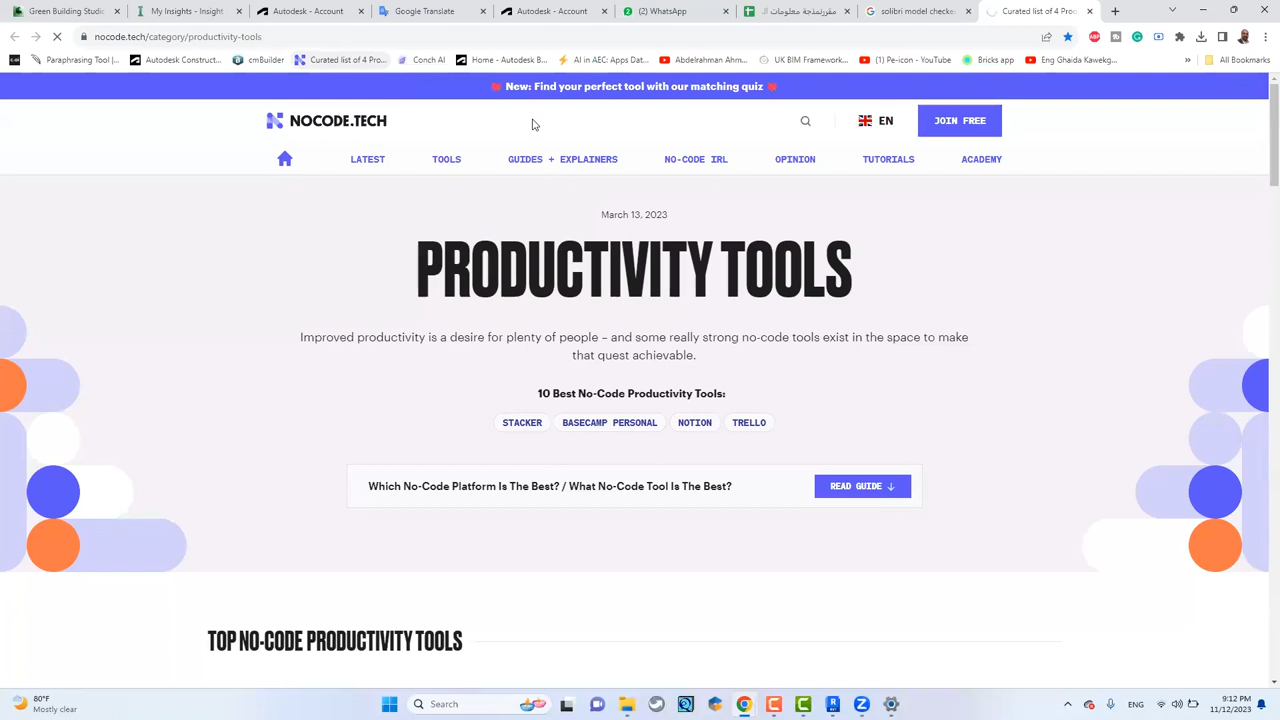 Green Building Studio
My Insights - Insight
Autodesk - Account
Google Translate
Autodesk - Account
(2) WhatsApp
solibri model checker
Curated list of 4 Pro
nocode.tech/category/productivity-tools
Paraphrasing Tool |...
Autodesk Construct...
cmBuilder
Curated list of 4 Pro...
Conch AI
Home - Autodesk B...
AI in AEC: Apps Dat...
Abdelrahman Ahm...
UK BIM Framework...
(1) Pe-icon - YouTube
Bricks app
Eng Ghaida Kawekg...
»
All Bookmarks
New: Find your perfect tool with our matching quiz
NOCODE.TECH
EN
JOIN FREE
LATEST
TOOLS
GUIDES + EXPLAINERS
NO-CODE IRL
OPINION
TUTORIALS
ACADEMY
March 13, 2023
PRODUCTIVITY TOOLS
Improved productivity is a desire for plenty of people – and some really strong no-code tools exist in the space to make
that quest achievable.
10 Best No-Code Productivity Tools:
STACKER
BASECAMP PERSONAL
NOTION
TRELLO
Which No-Code Platform Is The Best? / What No-Code Tool Is The Best?
READ GUIDE ↓
TOP NO-CODE PRODUCTIVITY TOOLS
80°F
Mostly clear
Search
ENG
9:12 PM
11/12/2023